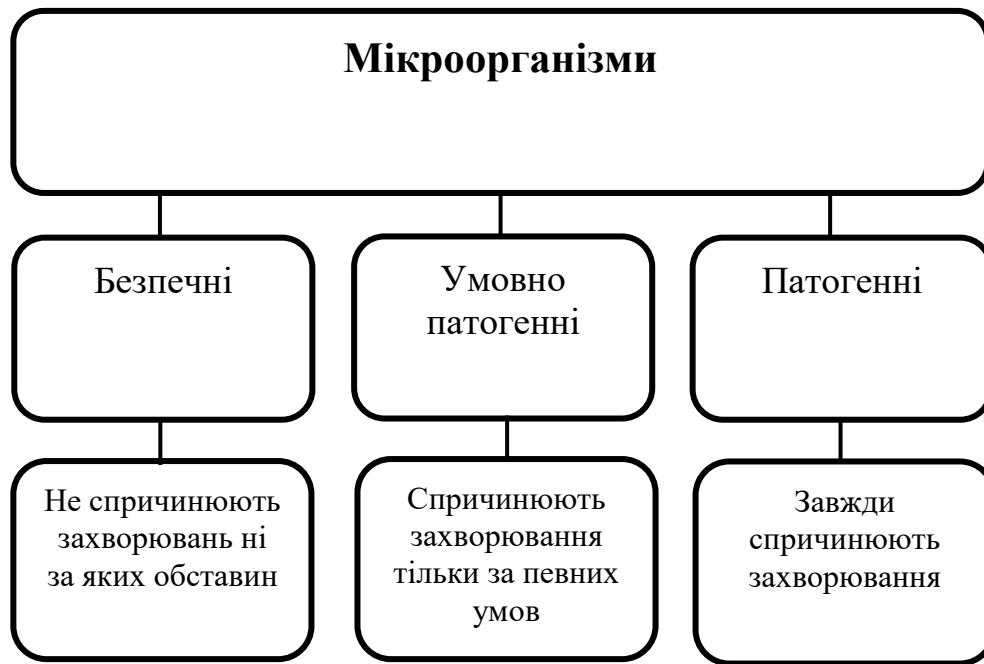 Мікроорганізми
Безпечні
Умовно
патогенні
Патогенні
Не спричинюють
захворювань ні
за яких обставин
Спричинюють
захворювання
тільки за певних
умов
Завжди
спричинюють
захворювання